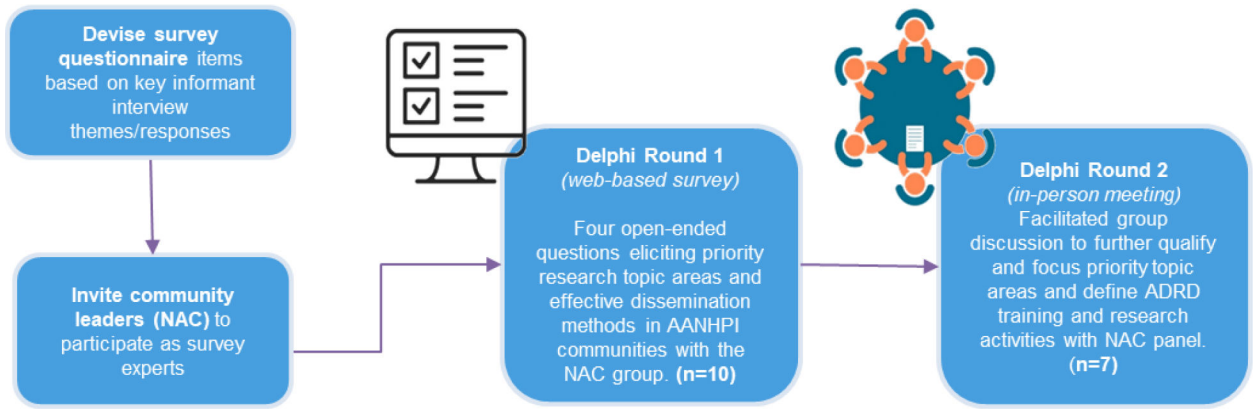 Devise survey
questionnaire items
based on key informant
interview
themes/responses
Invite community
leaders (NAC) to
participate as survey
experts
Delphi Round 1
(web-based survey)
Four open-ended
questions eliciting priority
research topic areas and
effective dissemination
methods in AANHPI
communities with the
NAC group. (n=10)
Delphi Round 2
(in-person meeting)
Facilitated group
discussion to further qualify
and focus priority topic
areas and define ADRD
training and research
activities with NAC panel.
(n=7)